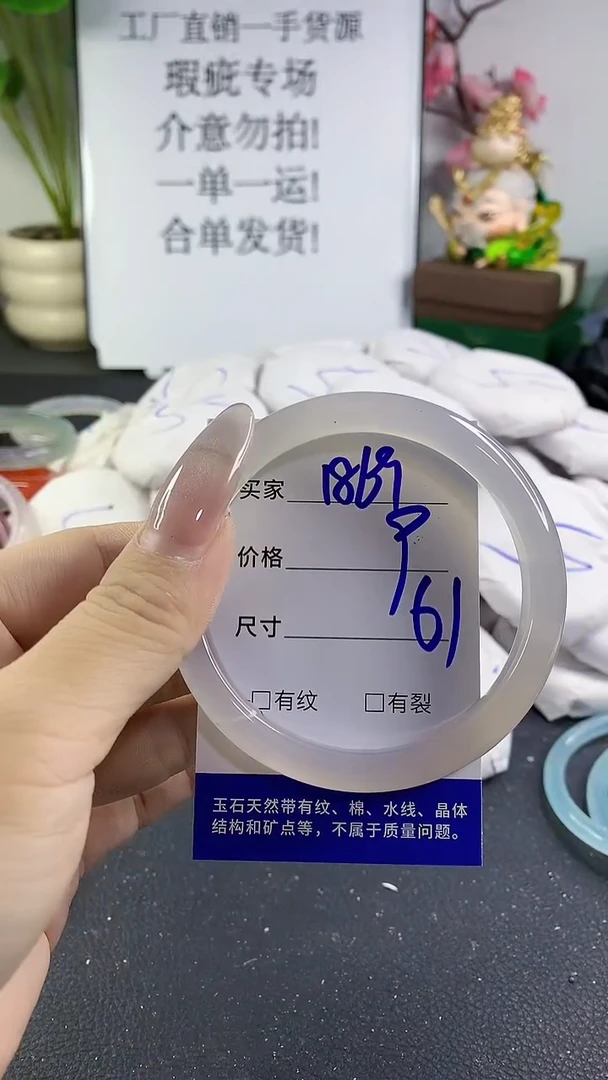 工厂直销一手货源
瑕疵专场
介意勿拍!
一单一运!
合单发货!
买家 1869
价格
尺寸 61
□有纹 □有裂
玉石天然带有纹、棉、水线、晶体
结构和矿点等，不属于质量问题。